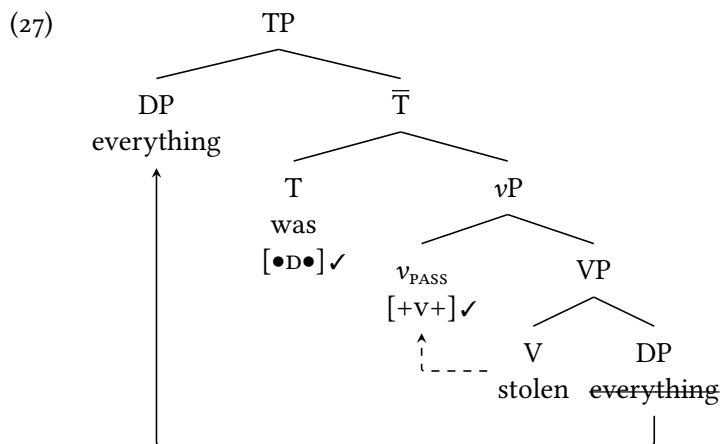 (27) TP
DP T̅
everything
T vP
was
[●D●]✓ v_PASS VP
[+V+]✓
V DP
stolen everything